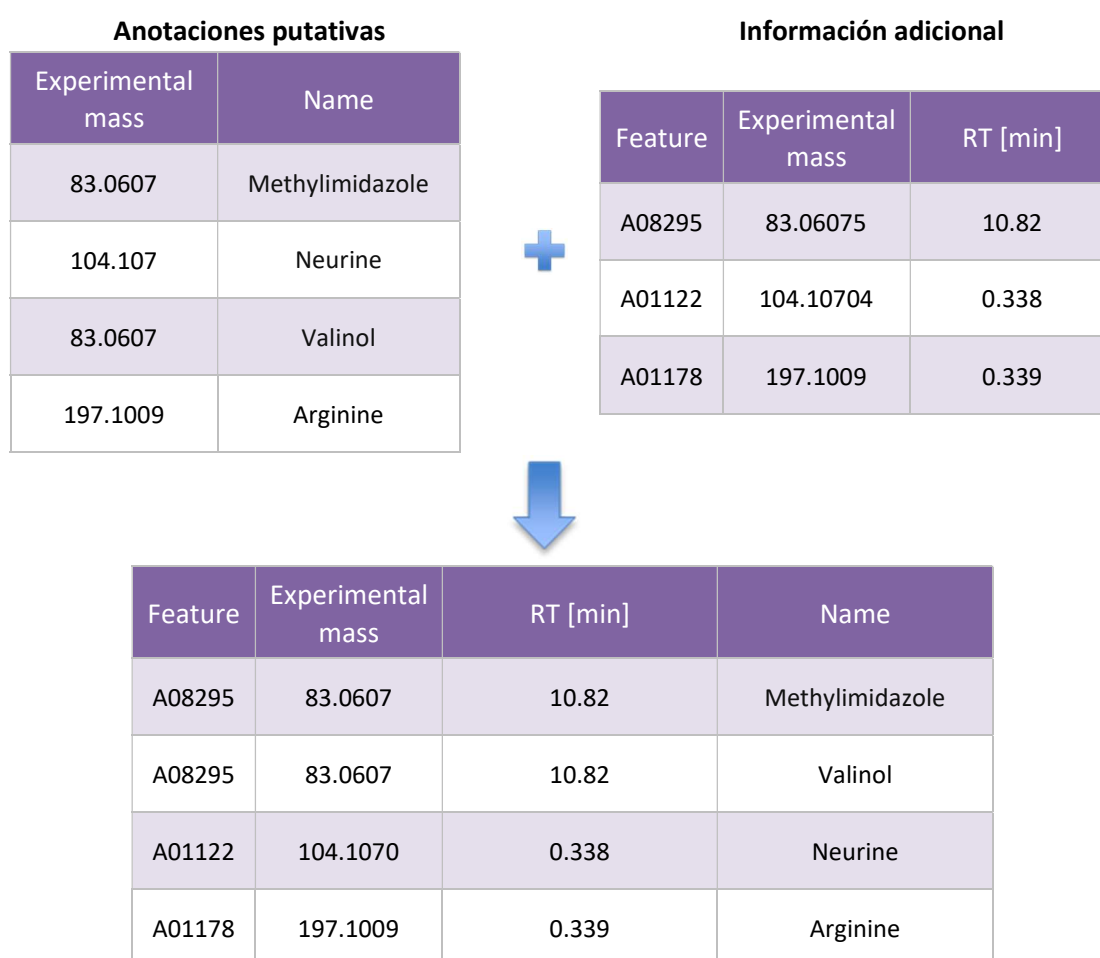 Anotaciones putativas
Experimental
mass
Name
83.0607 Methylimidazole
104.107 Neurine
83.0607 Valinol
197.1009 Arginine
Información adicional
Feature
Experimental
mass
RT [min]
A08295 83.06075 10.82
A01122 104.10704 0.338
A01178 197.1009 0.339
Feature
Experimental
mass
RT [min]
Name
A08295 83.0607 10.82 Methylimidazole
A08295 83.0607 10.82 Valinol
A01122 104.1070 0.338 Neurine
A01178 197.1009 0.339 Arginine